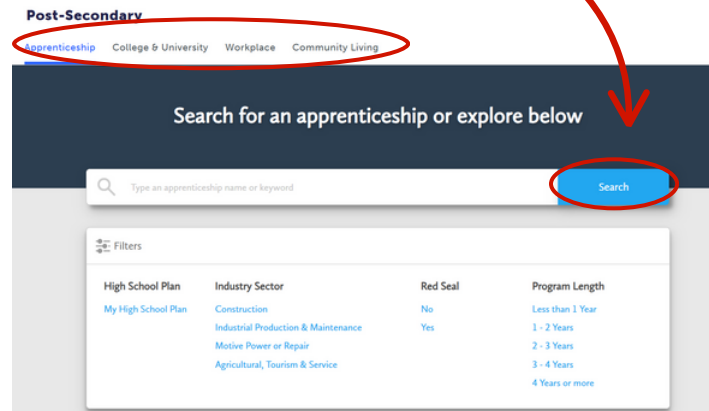 Post-Secondary
Apprenticeship College & University Workplace Community Living
Search for an apprenticeship or explore below
Type an apprenticeship name or keyword Search
Filters
High School Plan Industry Sector Red Seal Program Length
My High School Plan Construction No Less than 1 Year
Industrial Production & Maintenance Yes 1 - 2 Years
Motive Power or Repair 2 - 3 Years
Agricultural, Tourism & Service 3 - 4 Years
4 Years or more